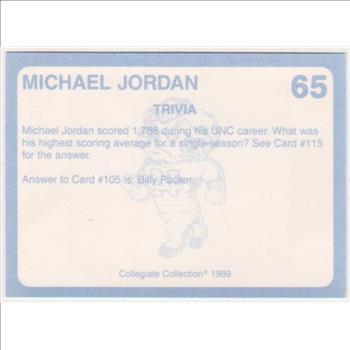 MICHAEL JORDAN 65
TRIVIA
Michael Jordan scored 1,788 during his UNC career. What was
his highest scoring average for a single-season? See Card #115
for the answer.
Answer to Card #105 is: Billy Packer
Collegiate Collection® 1989